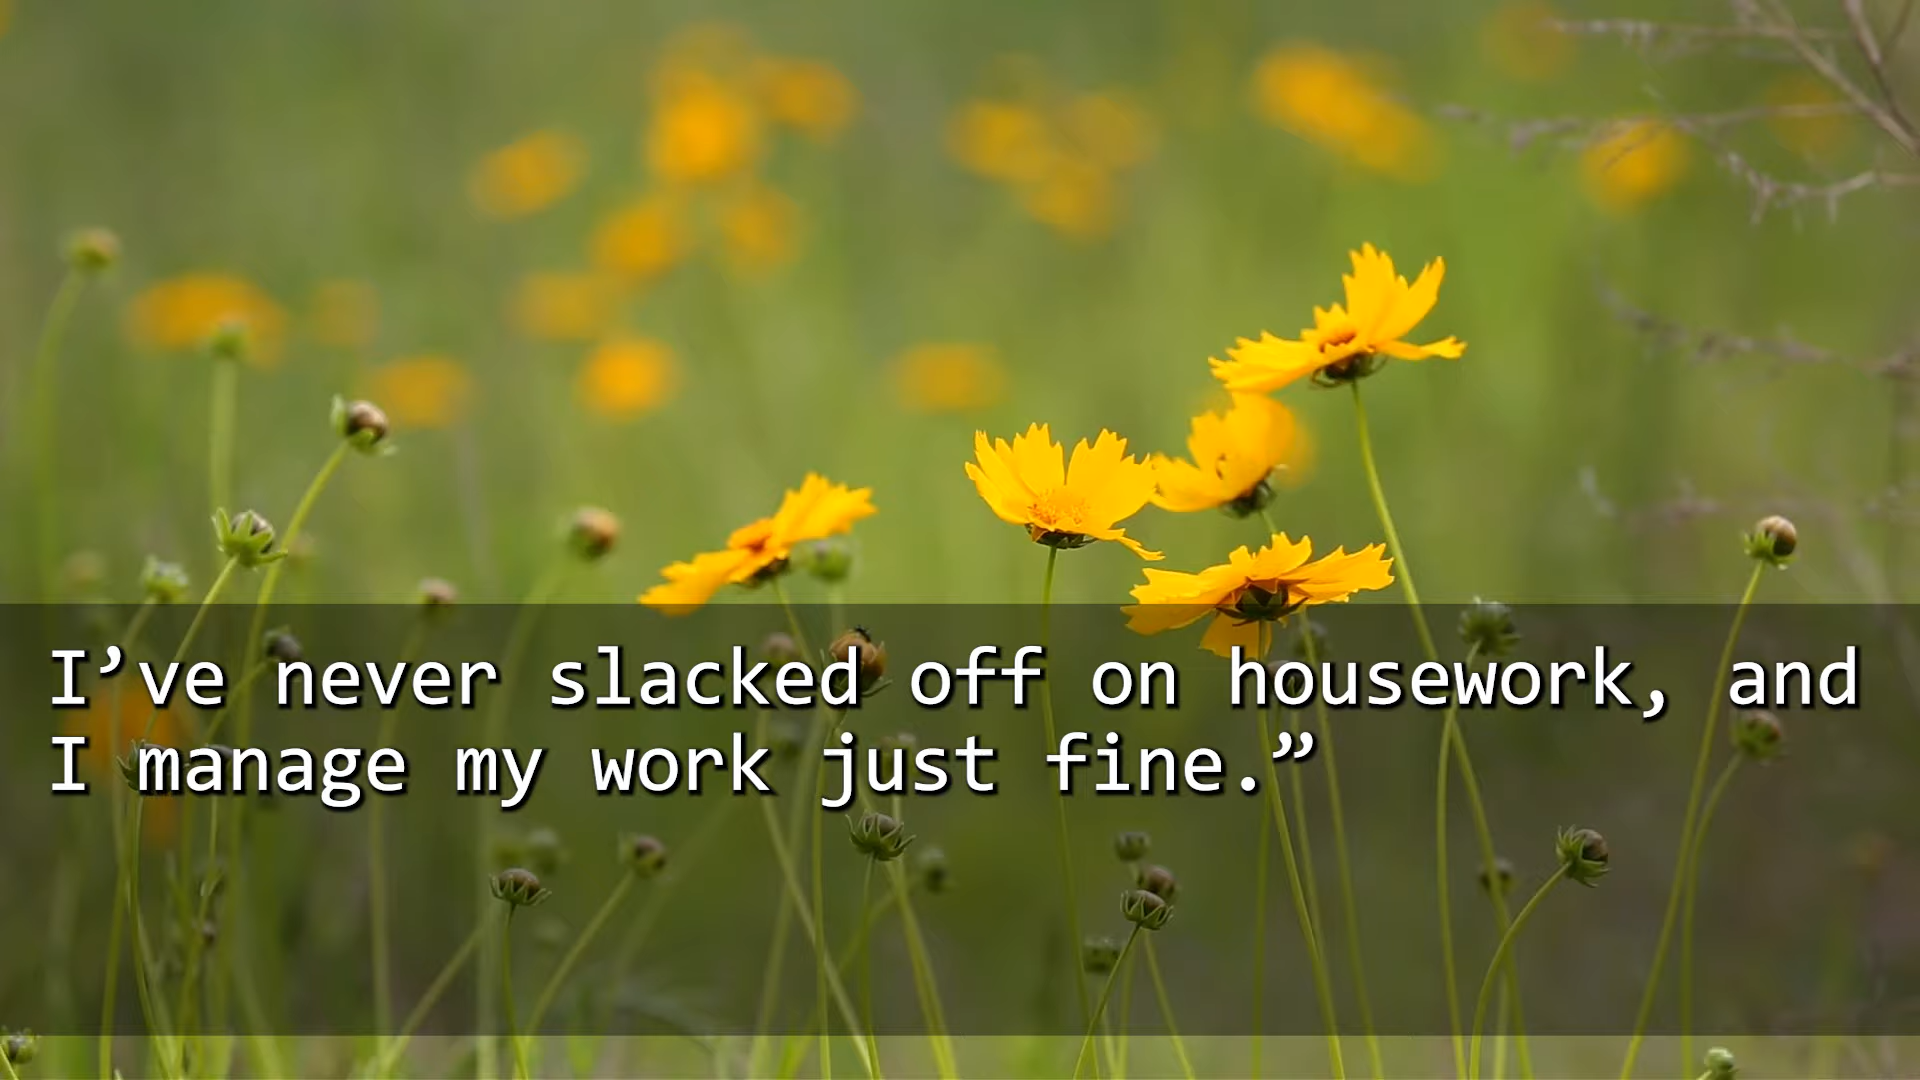 I’ve never slacked off on housework, and
I manage my work just fine.”